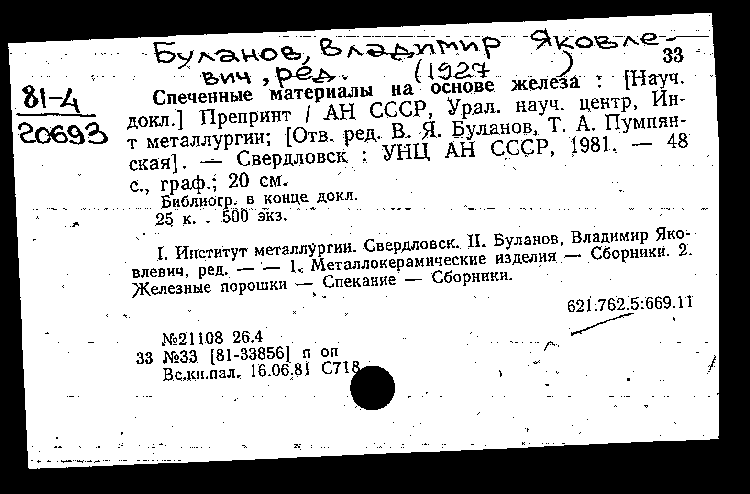 Буланов, Владимир Яковле-
вич, ред. (1927 )
33
81-4
20693
Спеченные материалы на основе железа : [Науч.
докл.] Препринт / АН СССР, Урал. науч. центр, Ин-
т металлургии; [Отв. ред. В. Я. Буланов, Т. А. Пумпян-
ская]. — Свердловск : УНЦ АН СССР, 1981. — 48
с., граф.; 20 см.
Библиогр. в конце докл.
25 к. . 500 экз.
I. Институт металлургии. Свердловск. II. Буланов, Владимир Яко-
влевич, ред. — — 1. Металлокерамические изделия — Сборники. 2.
Железные порошки — Спекание — Сборники.
621.762.5:669.11
№21108 26.4
33 №33 [81-33856] п оп
Вс.кн.пал. 16.06.81 С718